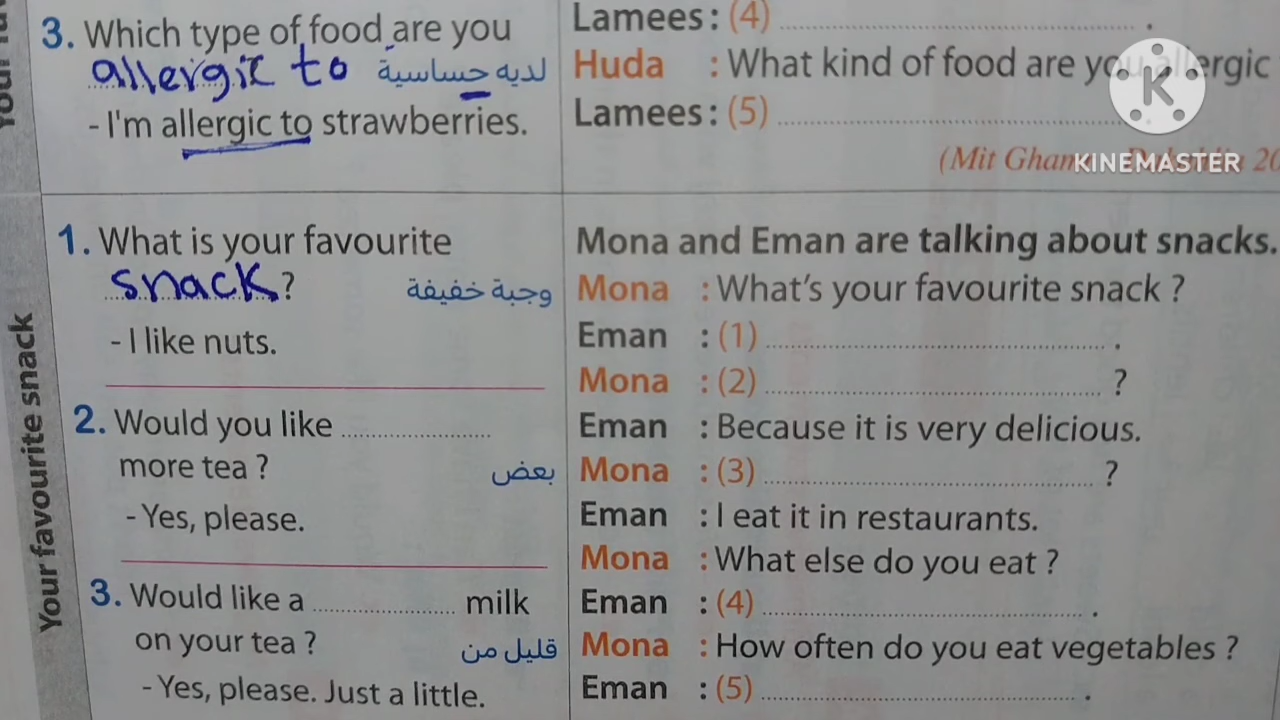 3. Which type of food are you
allergic to لديه حساسية
- I'm allergic to strawberries.
Lamees : (4) ........................ .
Huda : What kind of food are you allergic
Lamees : (5) ........................
(Mit Gham
K
KINEMASTER
Your favourite snack
1. What is your favourite
snack ? وجبة خفيفة
- I like nuts.
2. Would you like ....................
more tea ? بعض
- Yes, please.
3. Would like a .................... milk
on your tea ? قليل من
- Yes, please. Just a little.
Mona and Eman are talking about snacks.
Mona : What's your favourite snack ?
Eman : (1) ........................ .
Mona : (2) ........................ ?
Eman : Because it is very delicious.
Mona : (3) ........................ ?
Eman : I eat it in restaurants.
Mona : What else do you eat ?
Eman : (4) ........................ .
Mona : How often do you eat vegetables ?
Eman : (5) ........................ .